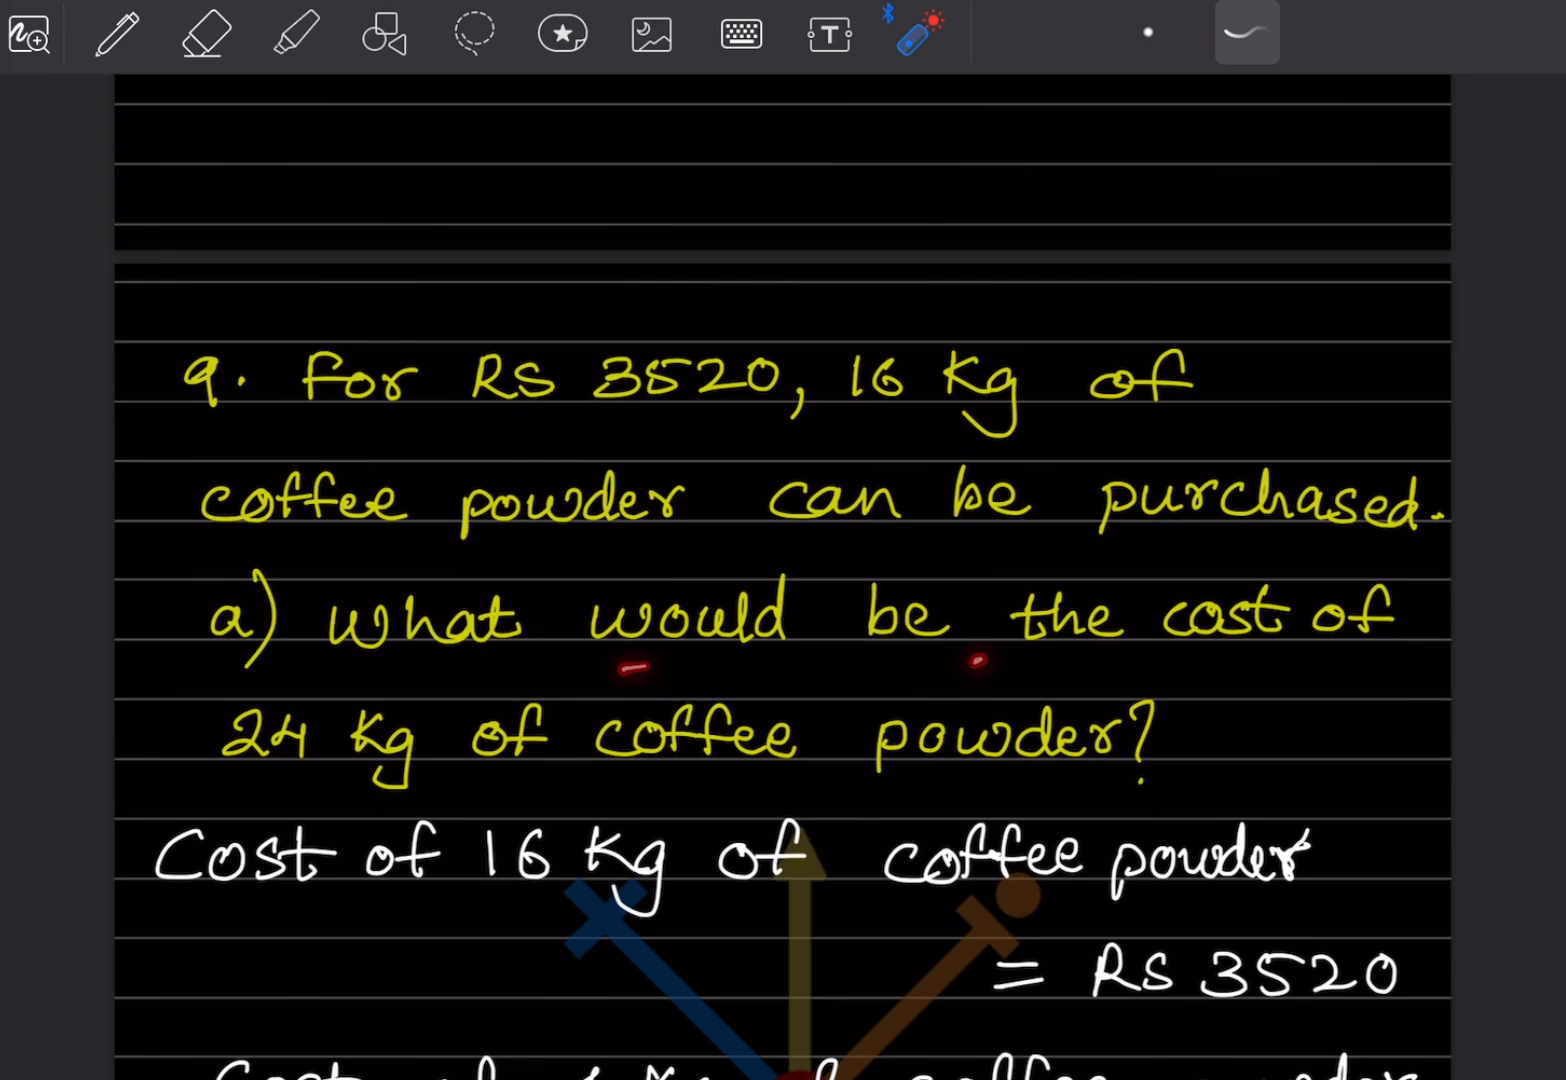 9. for RS 3520, 16 Kg of
coffee powder can be purchased.
a) what would be the cost of
24 Kg of coffee powder?
Cost of 16 Kg of coffee powder
= RS 3520